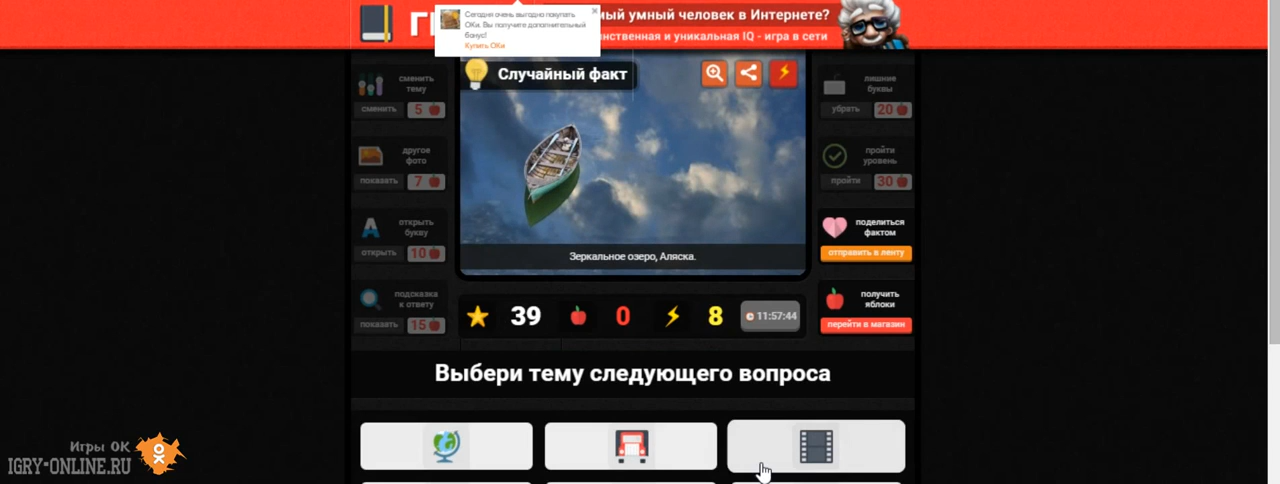 Сегодня очень выгодно покупать
ОКи. Вы получите дополнительный
бонус!
Купить ОКи
мый умный человек в Интернете?
нственная и уникальная IQ - игра в сети
Случайный факт
сменить
тему
сменить 5
другое
фото
показать 7
открыть
букву
открыть 10
подсказка
к ответу
показать 15
лишние
буквы
убрать 20
пройти
уровень
пройти 30
поделиться
фактом
отправить в ленту
получить
яблоки
перейти в магазин
Зеркальное озеро, Аляска.
39 0 8 11:57:44
Выбери тему следующего вопроса
Игры ОК
IGRY-ONLINE.RU